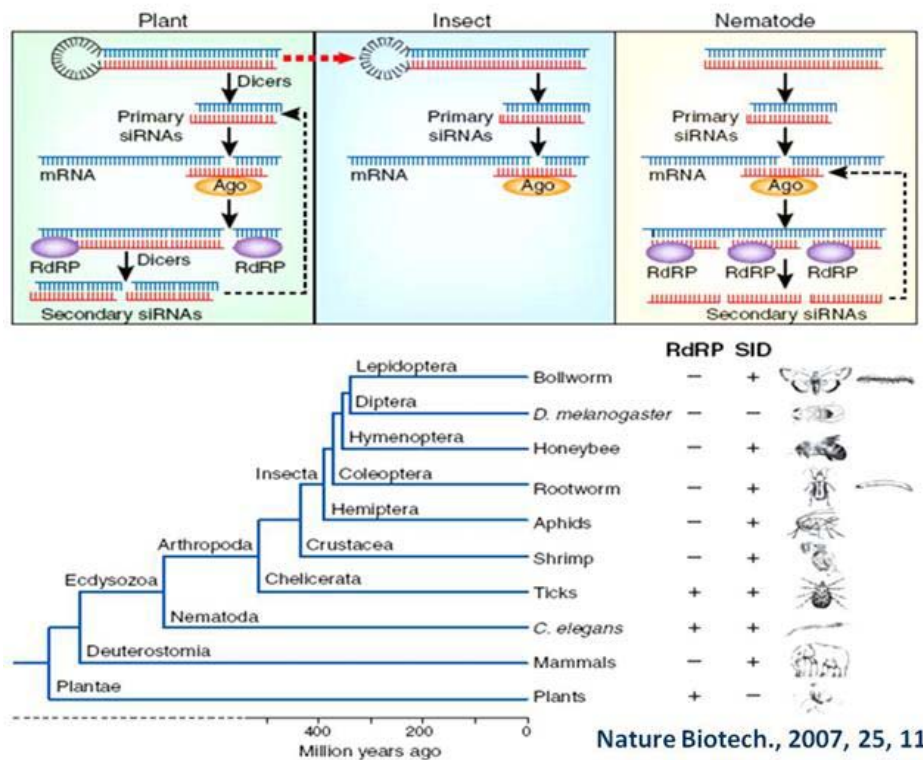 Plant
Insect
Nematode
Dicers
Primary
siRNAs
mRNA
Ago
RdRP
Dicers
RdRP
Secondary siRNAs
Primary
siRNAs
mRNA
Ago
Primary
siRNAs
mRNA
Ago
RdRP RdRP RdRP
Secondary siRNAs
RdRP SID
Lepidoptera
Bollworm − +
Diptera
D. melanogaster − −
Hymenoptera
Honeybee − +
Insecta
Coleoptera
Rootworm − +
Hemiptera
Aphids − +
Arthropoda
Crustacea
Shrimp − +
Ecdysozoa
Chelicerata
Ticks + +
Nematoda
C. elegans + +
Deuterostomia
Mammals − +
Plantae
Plants + −
400 200 0
Million years ago
Nature Biotech., 2007, 25, 11